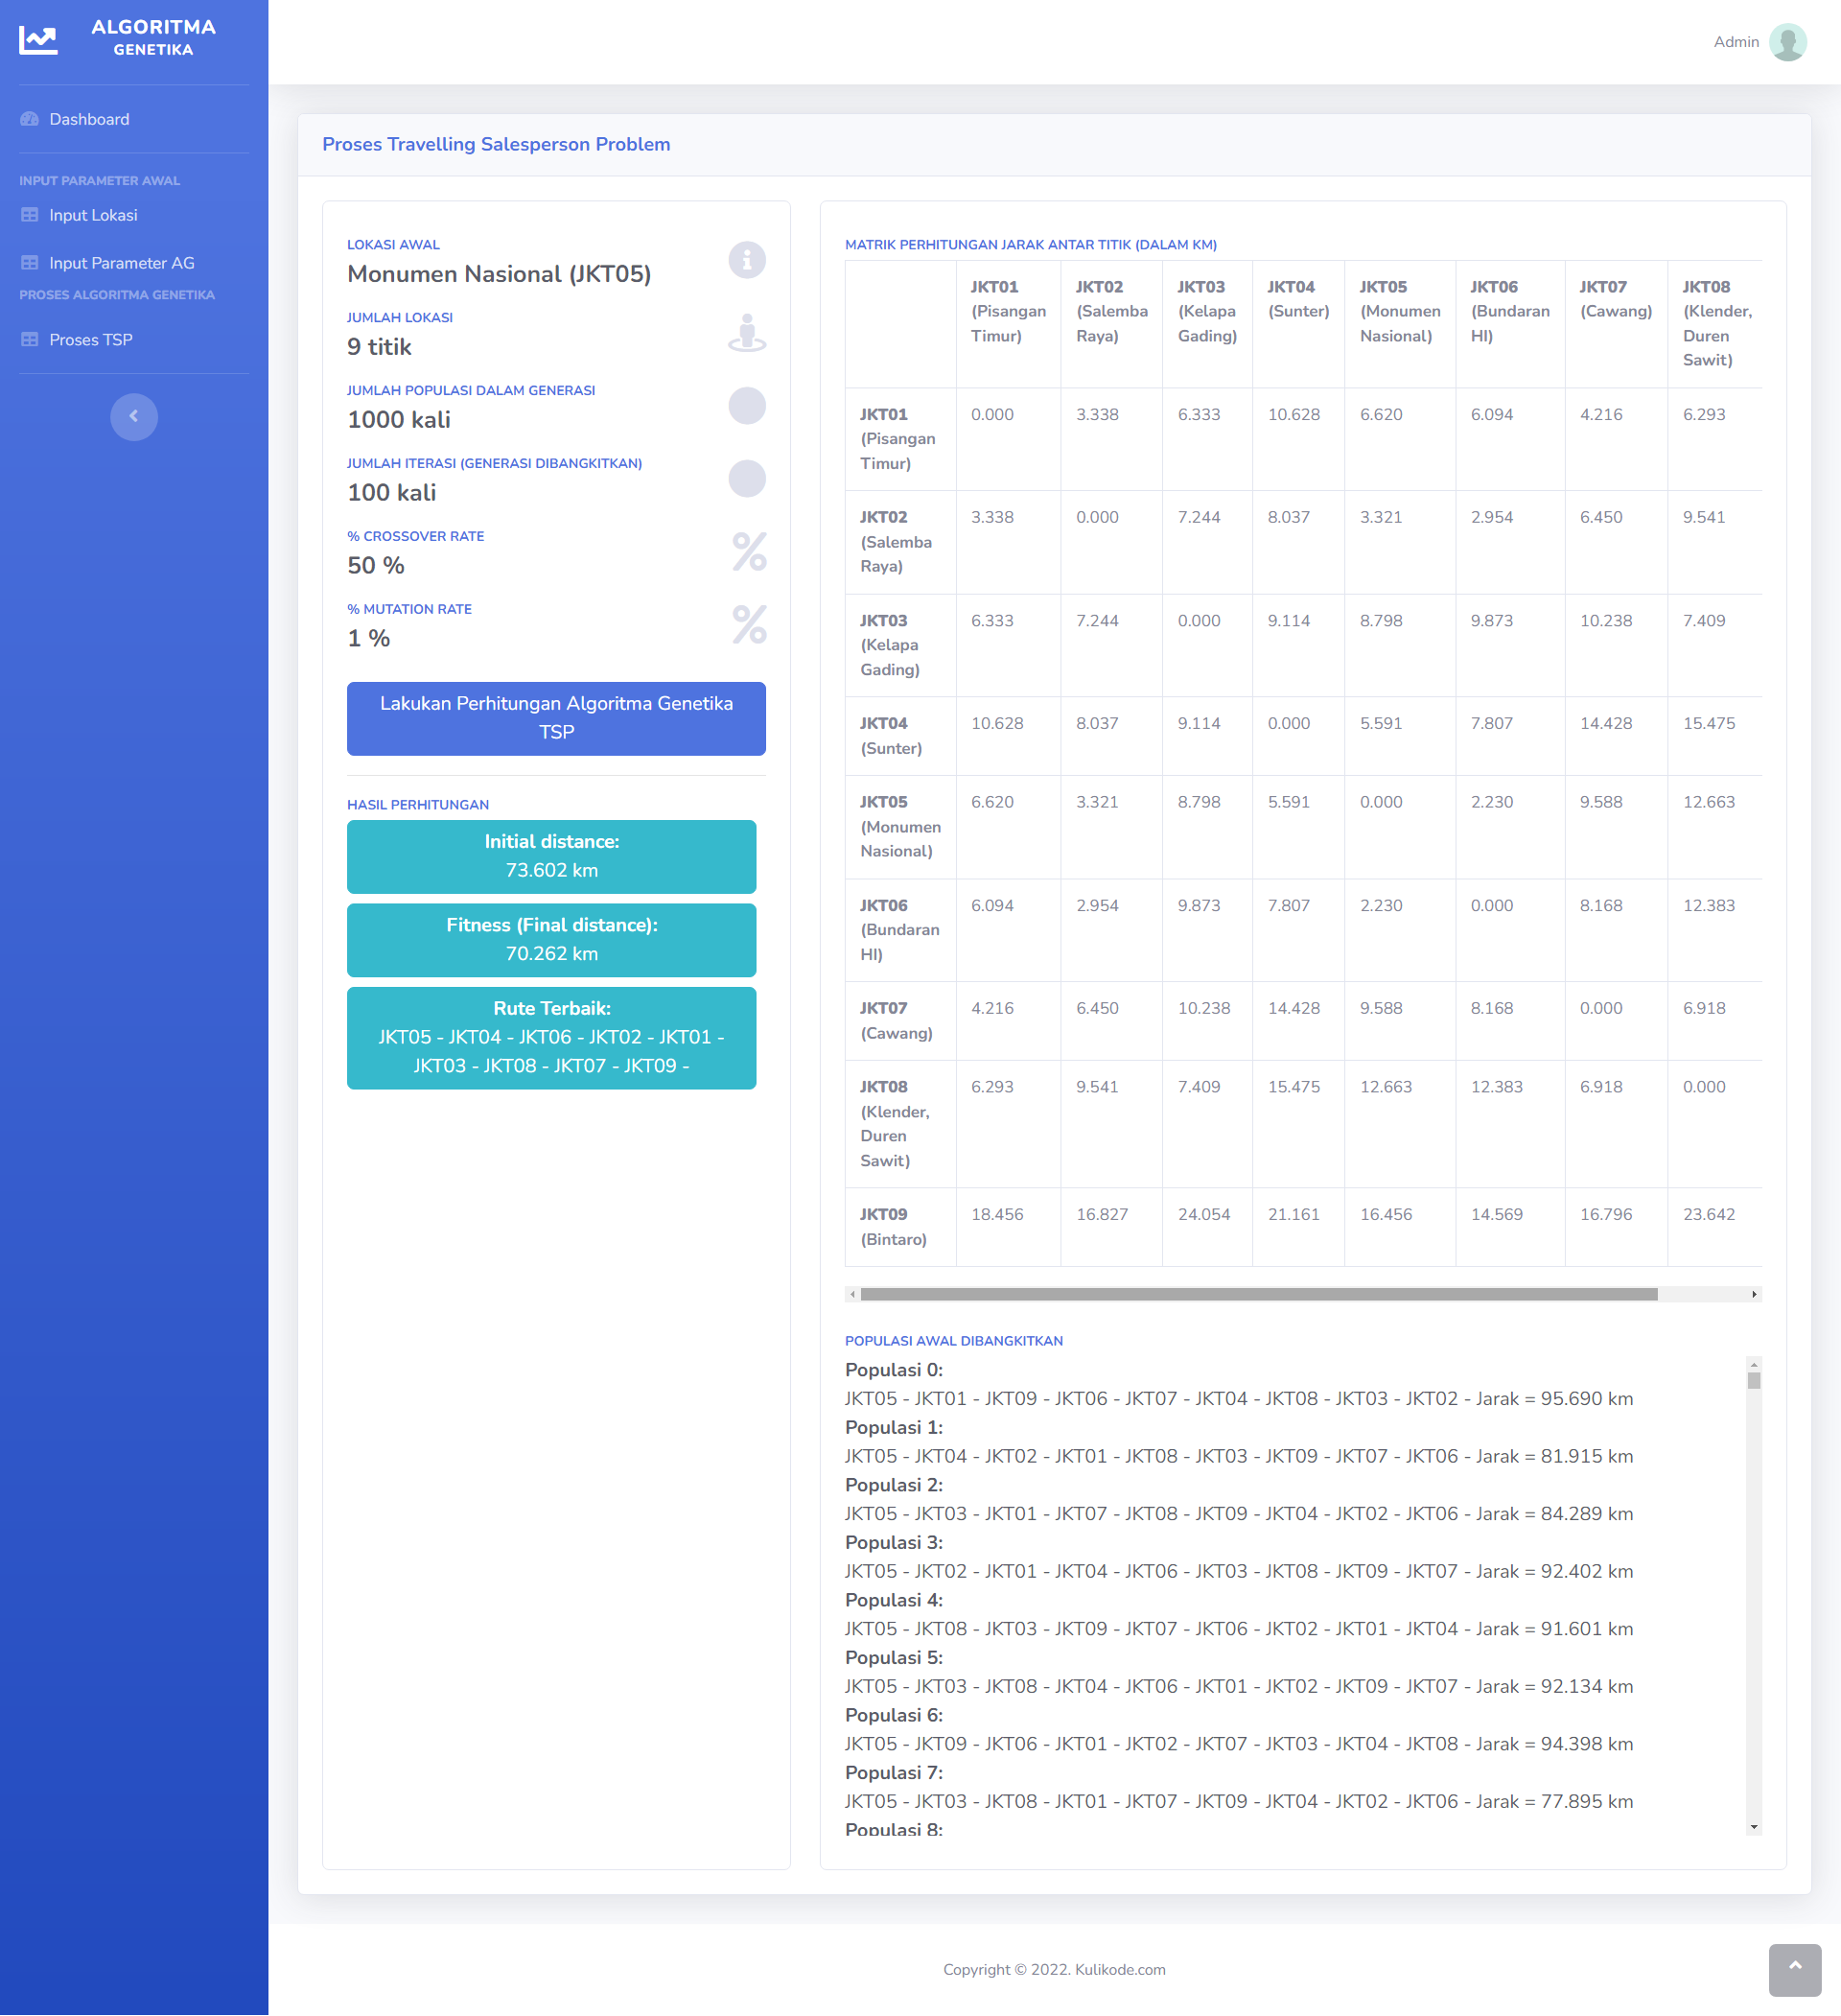 ALGORITMA
GENETIKA
Admin
Dashboard
INPUT PARAMETER AWAL
Input Lokasi
Input Parameter AG
PROSES ALGORITMA GENETIKA
Proses TSP
Proses Travelling Salesperson Problem
LOKASI AWAL
Monumen Nasional (JKT05)
JUMLAH LOKASI
9 titik
JUMLAH POPULASI DALAM GENERASI
1000 kali
JUMLAH ITERASI (GENERASI DIBANGKITKAN)
100 kali
% CROSSOVER RATE
50 %
% MUTATION RATE
1 %
Lakukan Perhitungan Algoritma Genetika
TSP
HASIL PERHITUNGAN
Initial distance:
73.602 km
Fitness (Final distance):
70.262 km
Rute Terbaik:
JKT05 - JKT04 - JKT06 - JKT02 - JKT01 -
JKT03 - JKT08 - JKT07 - JKT09 -
MATRIK PERHITUNGAN JARAK ANTAR TITIK (DALAM KM)
JKT01 JKT02 JKT03 JKT04 JKT05 JKT06 JKT07 JKT08
(Pisangan (Salemba (Kelapa (Sunter) (Monumen (Bundaran (Cawang) (Klender,
Timur) Raya) Gading) Nasional) HI) Duren
Sawit)
JKT01 0.000 3.338 6.333 10.628 6.620 6.094 4.216 6.293
(Pisangan
Timur)
JKT02 3.338 0.000 7.244 8.037 3.321 2.954 6.450 9.541
(Salemba
Raya)
JKT03 6.333 7.244 0.000 9.114 8.798 9.873 10.238 7.409
(Kelapa
Gading)
JKT04 10.628 8.037 9.114 0.000 5.591 7.807 14.428 15.475
(Sunter)
JKT05 6.620 3.321 8.798 5.591 0.000 2.230 9.588 12.663
(Monumen
Nasional)
JKT06 6.094 2.954 9.873 7.807 2.230 0.000 8.168 12.383
(Bundaran
HI)
JKT07 4.216 6.450 10.238 14.428 9.588 8.168 0.000 6.918
(Cawang)
JKT08 6.293 9.541 7.409 15.475 12.663 12.383 6.918 0.000
(Klender,
Duren
Sawit)
JKT09 18.456 16.827 24.054 21.161 16.456 14.569 16.796 23.642
(Bintaro)
POPULASI AWAL DIBANGKITKAN
Populasi 0:
JKT05 - JKT01 - JKT09 - JKT06 - JKT07 - JKT04 - JKT08 - JKT03 - JKT02 - Jarak = 95.690 km
Populasi 1:
JKT05 - JKT04 - JKT02 - JKT01 - JKT08 - JKT03 - JKT09 - JKT07 - JKT06 - Jarak = 81.915 km
Populasi 2:
JKT05 - JKT03 - JKT01 - JKT07 - JKT08 - JKT09 - JKT04 - JKT02 - JKT06 - Jarak = 84.289 km
Populasi 3:
JKT05 - JKT02 - JKT01 - JKT04 - JKT06 - JKT03 - JKT08 - JKT09 - JKT07 - Jarak = 92.402 km
Populasi 4:
JKT05 - JKT08 - JKT03 - JKT09 - JKT07 - JKT06 - JKT02 - JKT01 - JKT04 - Jarak = 91.601 km
Populasi 5:
JKT05 - JKT03 - JKT08 - JKT04 - JKT06 - JKT01 - JKT02 - JKT09 - JKT07 - Jarak = 92.134 km
Populasi 6:
JKT05 - JKT09 - JKT06 - JKT01 - JKT02 - JKT07 - JKT03 - JKT04 - JKT08 - Jarak = 94.398 km
Populasi 7:
JKT05 - JKT03 - JKT08 - JKT01 - JKT07 - JKT09 - JKT04 - JKT02 - JKT06 - Jarak = 77.895 km
Populasi 8:
Copyright © 2022. Kulikode.com